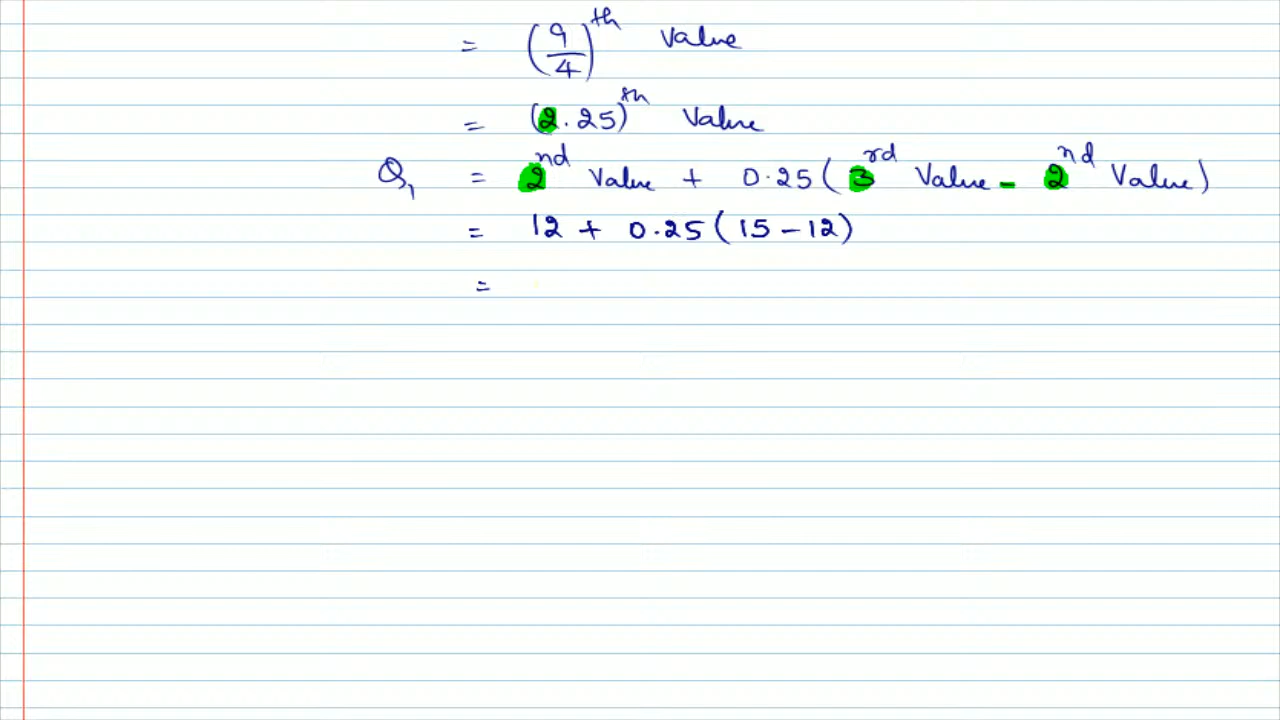 = (9/4)^th Value
= (2.25)^th Value
Q₁ = 2^nd Value + 0.25 ( 3^rd Value - 2^nd Value )
= 12 + 0.25 ( 15 - 12 )
=